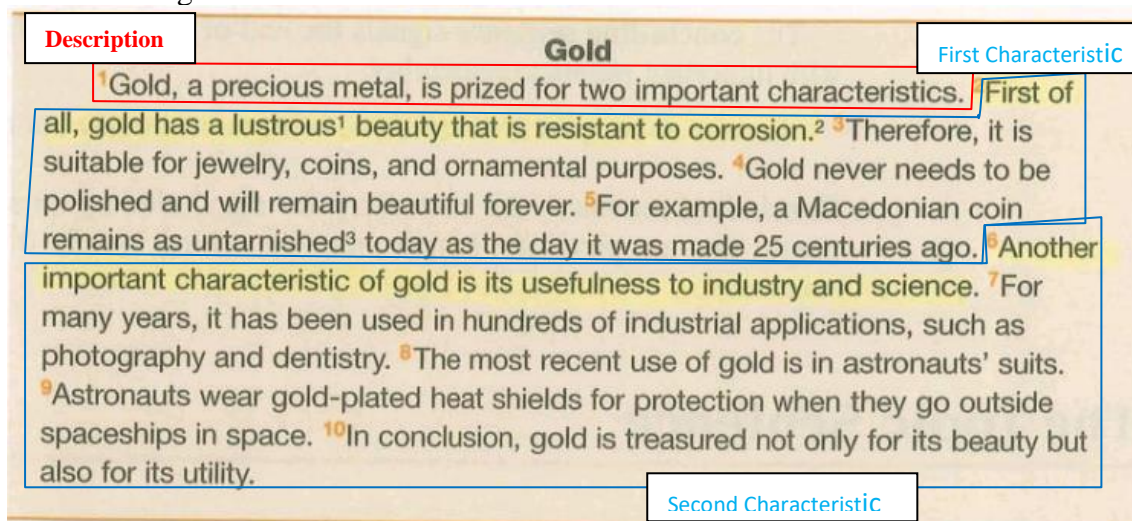 Description
Gold
First Characteristic
¹Gold, a precious metal, is prized for two important characteristics. ²First of
all, gold has a lustrous¹ beauty that is resistant to corrosion.² ³Therefore, it is
suitable for jewelry, coins, and ornamental purposes. ⁴Gold never needs to be
polished and will remain beautiful forever. ⁵For example, a Macedonian coin
remains as untarnished³ today as the day it was made 25 centuries ago. ⁶Another
important characteristic of gold is its usefulness to industry and science. ⁷For
many years, it has been used in hundreds of industrial applications, such as
photography and dentistry. ⁸The most recent use of gold is in astronauts' suits.
⁹Astronauts wear gold-plated heat shields for protection when they go outside
spaceships in space. ¹⁰In conclusion, gold is treasured not only for its beauty but
also for its utility.
Second Characteristic